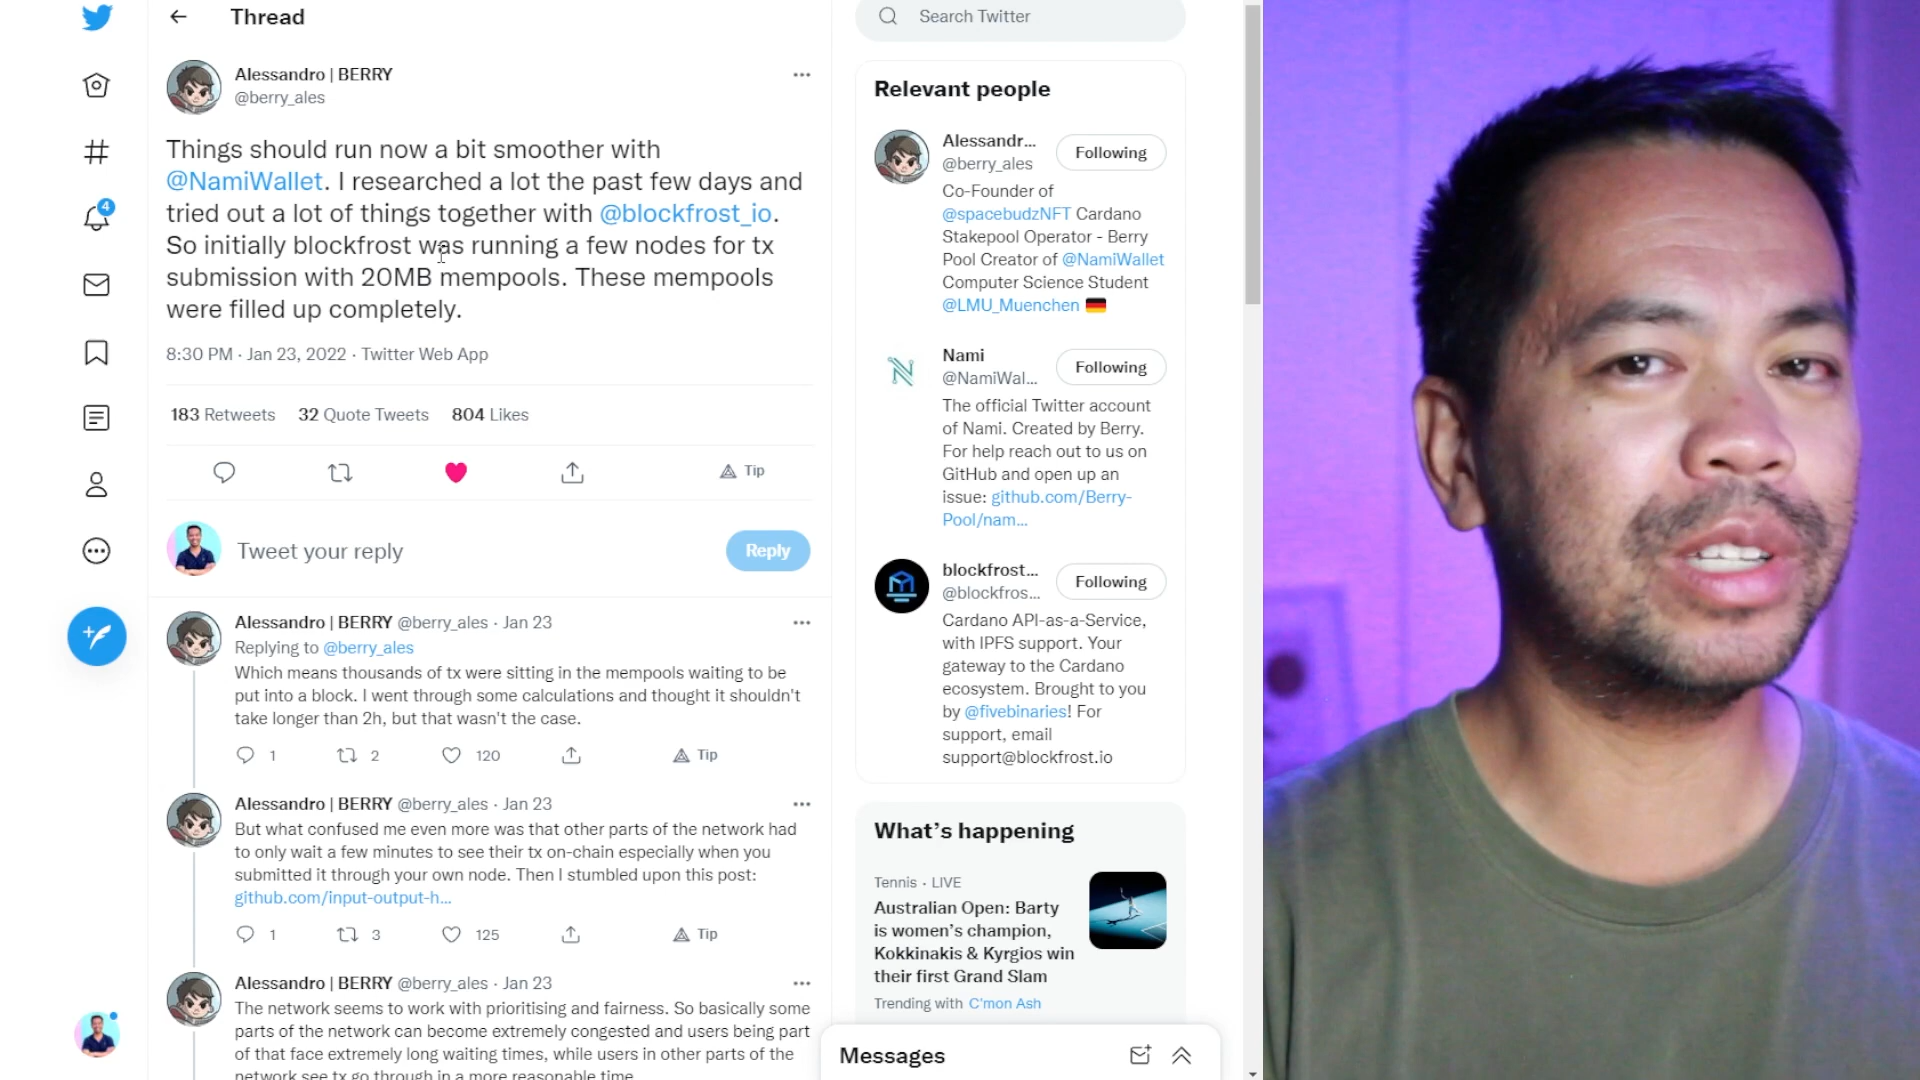 Thread
Alessandro | BERRY
@berry_ales
Things should run now a bit smoother with
@NamiWallet. I researched a lot the past few days and
tried out a lot of things together with @blockfrost_io.
So initially blockfrost was running a few nodes for tx
submission with 20MB mempools. These mempools
were filled up completely.
8:30 PM · Jan 23, 2022 · Twitter Web App
183 Retweets 32 Quote Tweets 804 Likes
Tip
Tweet your reply
Reply
Alessandro | BERRY @berry_ales · Jan 23
Replying to @berry_ales
Which means thousands of tx were sitting in the mempools waiting to be
put into a block. I went through some calculations and thought it shouldn't
take longer than 2h, but that wasn't the case.
1 2 120 Tip
Alessandro | BERRY @berry_ales · Jan 23
But what confused me even more was that other parts of the network had
to only wait a few minutes to see their tx on-chain especially when you
submitted it through your own node. Then I stumbled upon this post:
github.com/input-output-h...
1 3 125 Tip
Alessandro | BERRY @berry_ales · Jan 23
The network seems to work with prioritising and fairness. So basically some
parts of the network can become extremely congested and users being part
of that face extremely long waiting times, while users in other parts of the
network see tx go through in a more reasonable time.
4
Search Twitter
Relevant people
Alessandr...
@berry_ales
Following
Co-Founder of
@spacebudzNFT Cardano
Stakepool Operator - Berry
Pool Creator of @NamiWallet
Computer Science Student
@LMU_Muenchen
Nami
@NamiWal...
Following
The official Twitter account
of Nami. Created by Berry.
For help reach out to us on
GitHub and open up an
issue: github.com/Berry-
Pool/nam...
blockfrost...
@blockfros...
Following
Cardano API-as-a-Service,
with IPFS support. Your
gateway to the Cardano
ecosystem. Brought to you
by @fivebinaries! For
support, email
support@blockfrost.io
What's happening
Tennis · LIVE
Australian Open: Barty
is women's champion,
Kokkinakis & Kyrgios win
their first Grand Slam
Trending with C'mon Ash
Messages